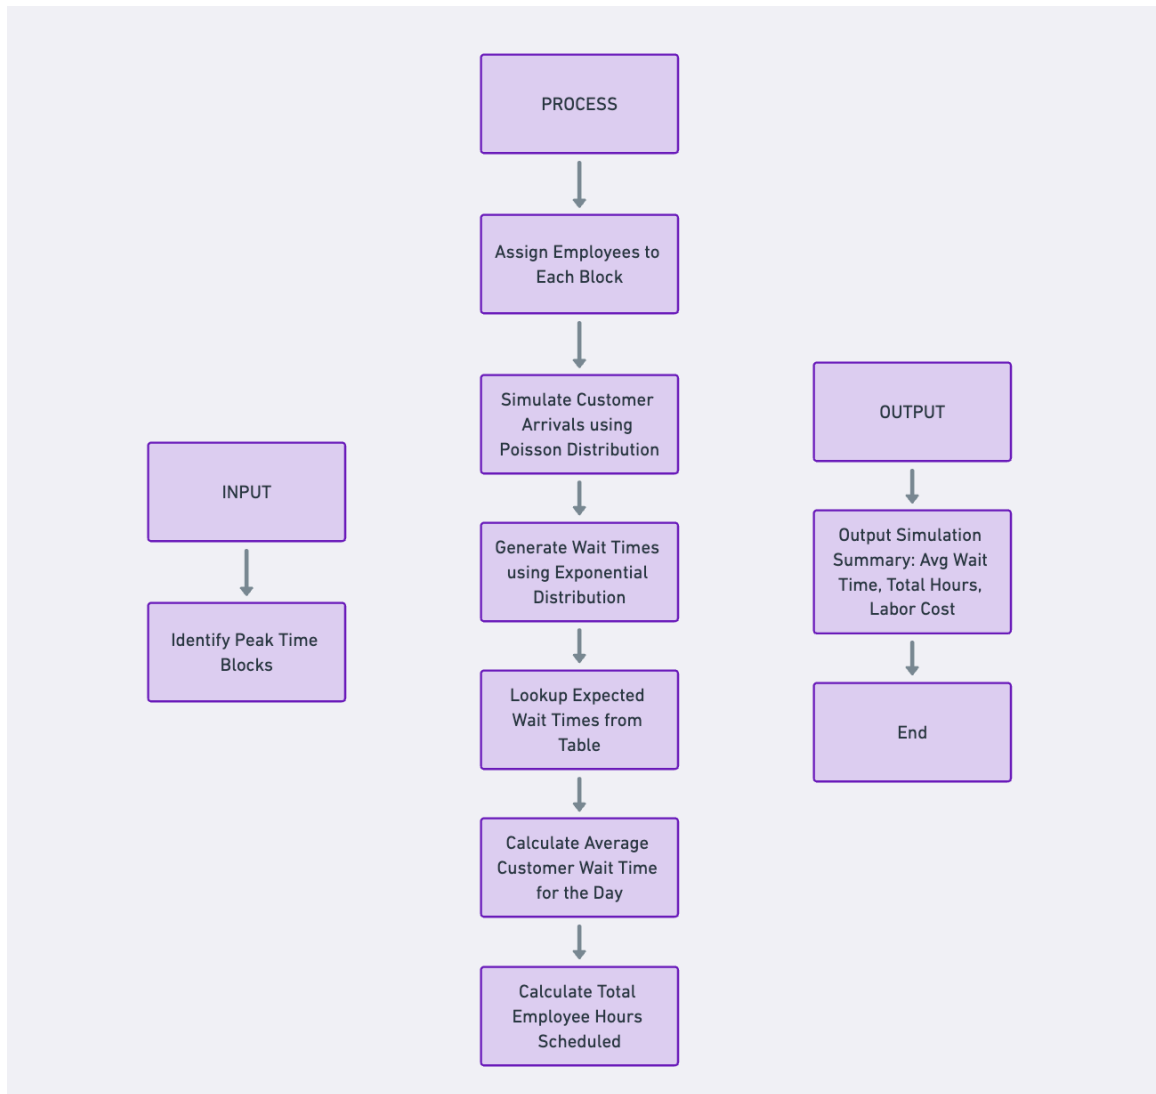 INPUT
Identify Peak Time
Blocks
PROCESS
Assign Employees to
Each Block
Simulate Customer
Arrivals using
Poisson Distribution
Generate Wait Times
using Exponential
Distribution
Lookup Expected
Wait Times from
Table
Calculate Average
Customer Wait Time
for the Day
Calculate Total
Employee Hours
Scheduled
OUTPUT
Output Simulation
Summary: Avg Wait
Time, Total Hours,
Labor Cost
End